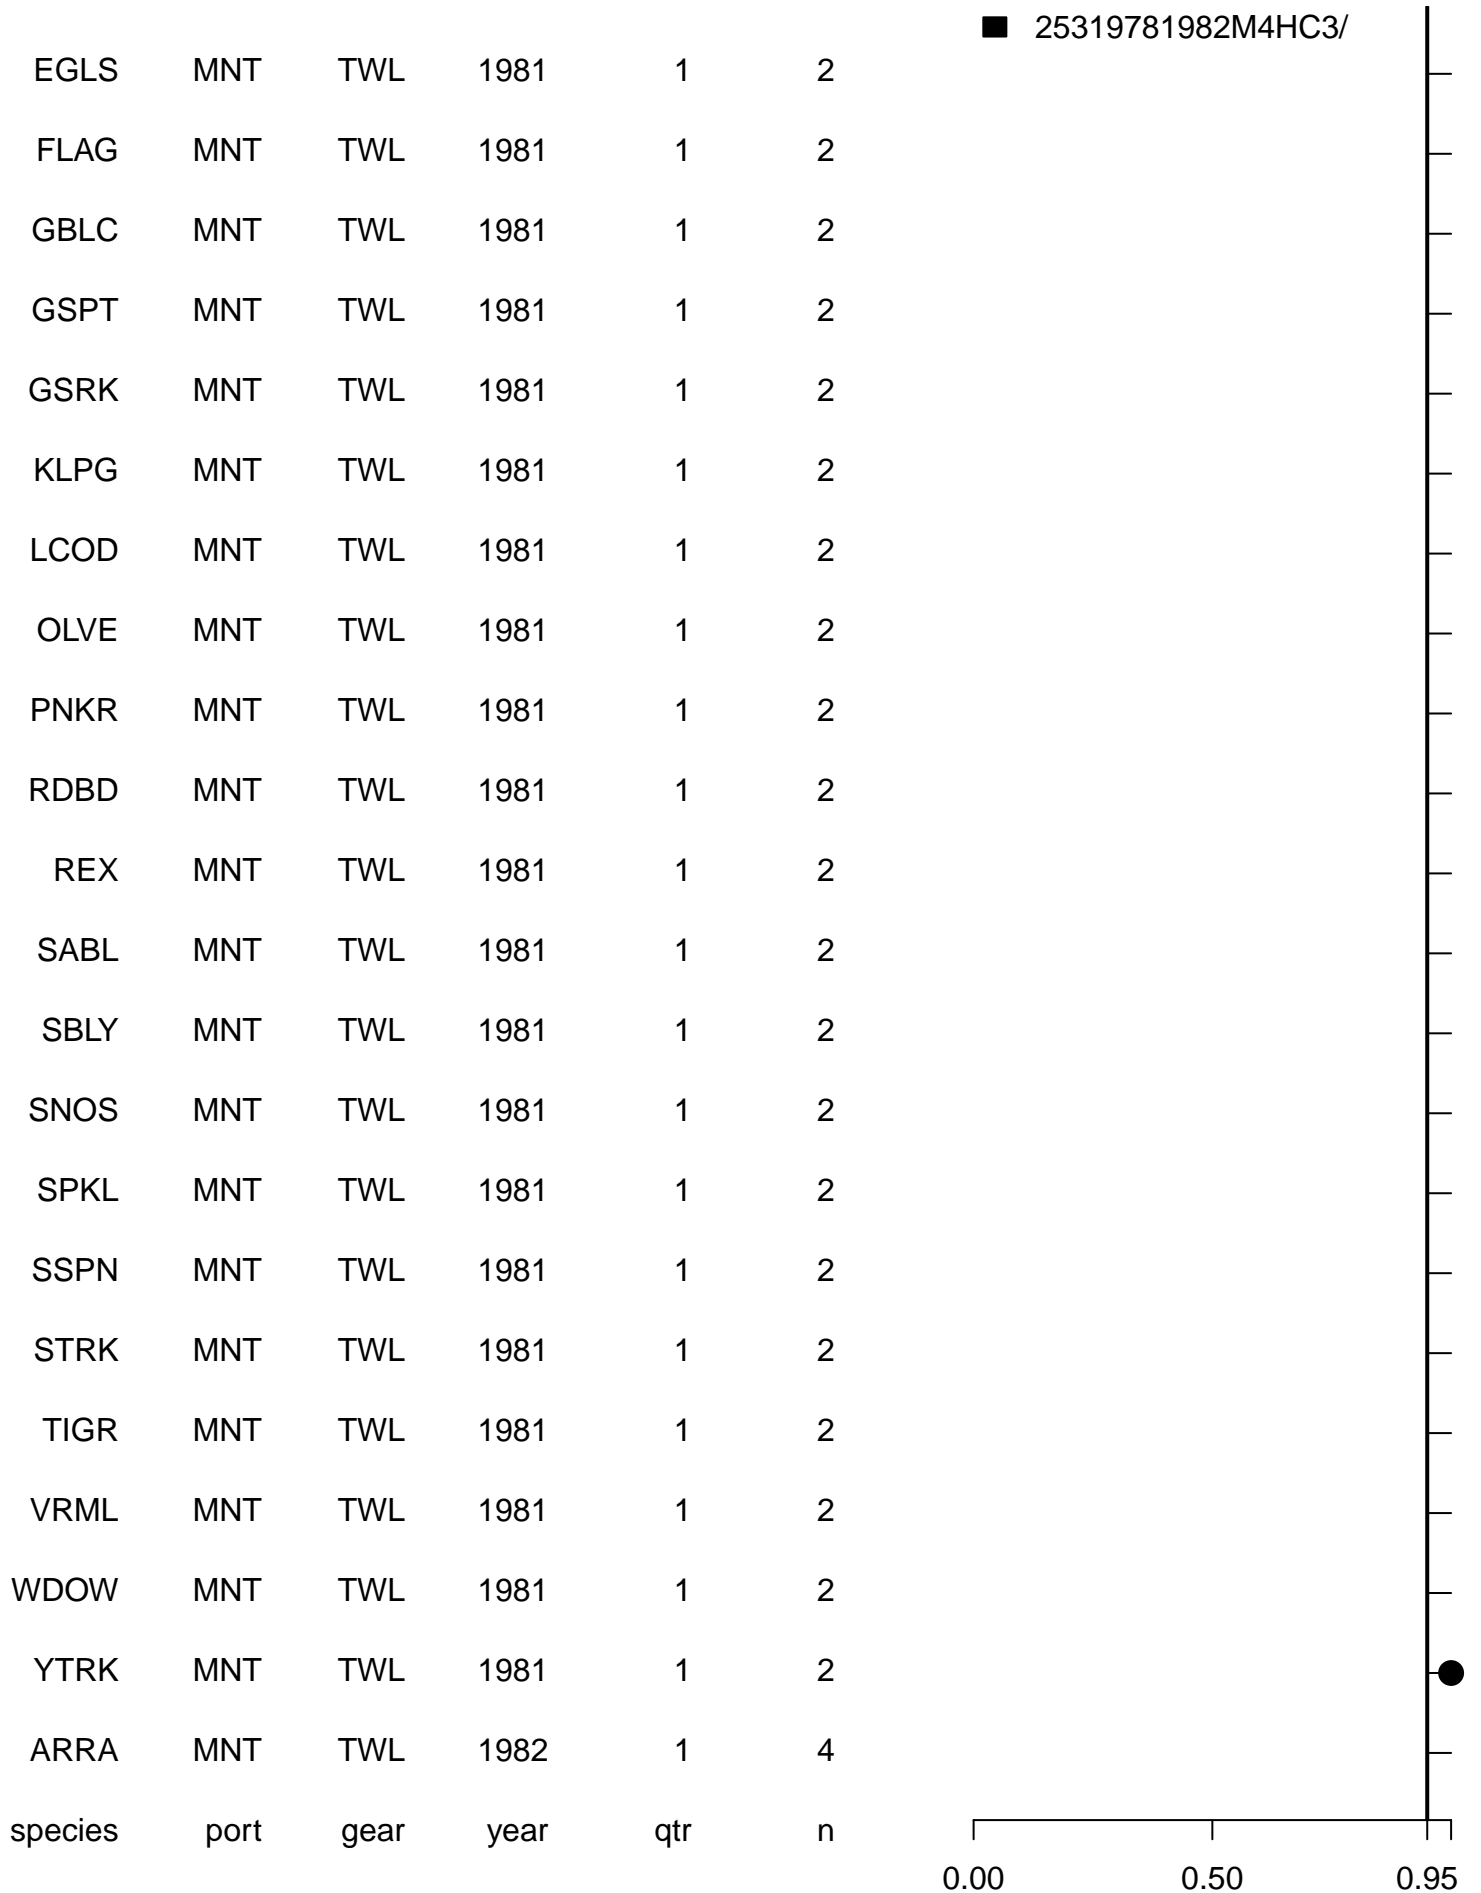 25319781982M4HC3/
EGLS MNT TWL 1981 1 2
FLAG MNT TWL 1981 1 2
GBLC MNT TWL 1981 1 2
GSPT MNT TWL 1981 1 2
GSRK MNT TWL 1981 1 2
KLPG MNT TWL 1981 1 2
LCOD MNT TWL 1981 1 2
OLVE MNT TWL 1981 1 2
PNKR MNT TWL 1981 1 2
RDBD MNT TWL 1981 1 2
REX MNT TWL 1981 1 2
SABL MNT TWL 1981 1 2
SBLY MNT TWL 1981 1 2
SNOS MNT TWL 1981 1 2
SPKL MNT TWL 1981 1 2
SSPN MNT TWL 1981 1 2
STRK MNT TWL 1981 1 2
TIGR MNT TWL 1981 1 2
VRML MNT TWL 1981 1 2
WDOW MNT TWL 1981 1 2
YTRK MNT TWL 1981 1 2
ARRA MNT TWL 1982 1 4
species port gear year qtr n
0.00 0.50 0.95